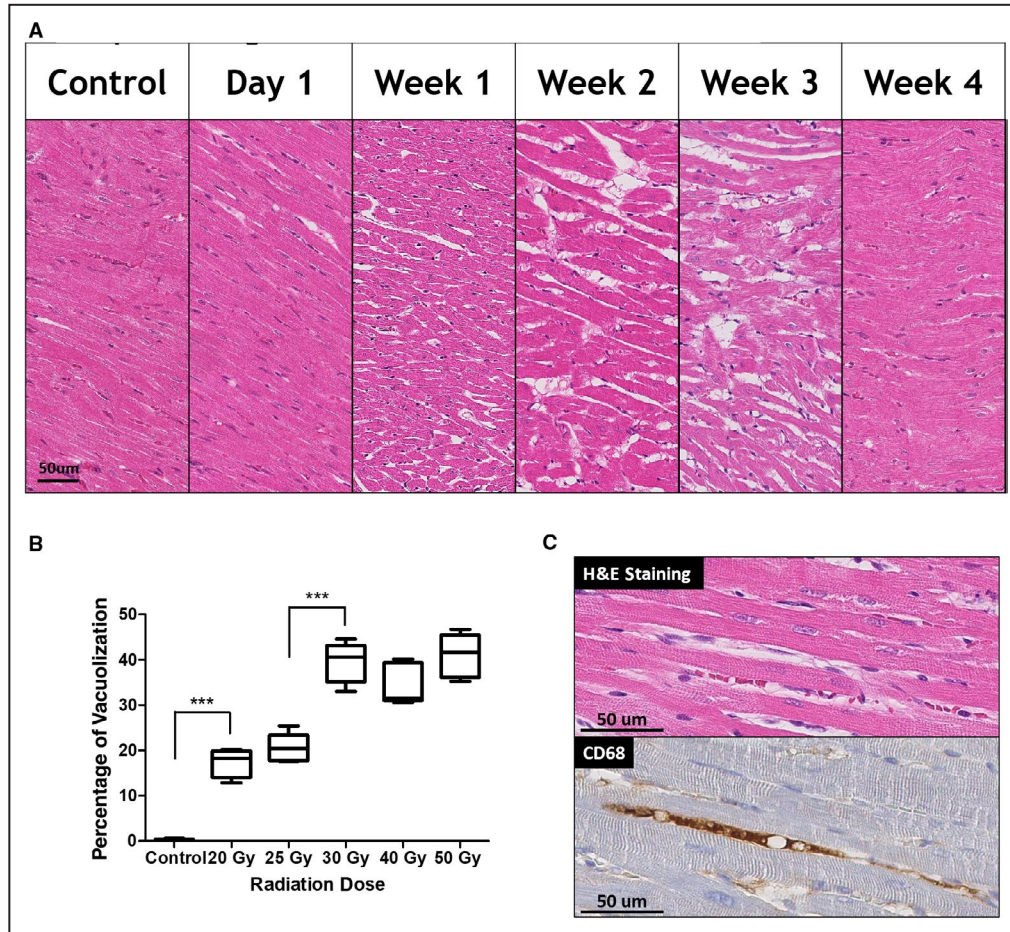 A
Control Day 1 Week 1 Week 2 Week 3 Week 4
50um
B
***
***
50
40
30
20
10
0
Percentage of Vacuolization
Control 20 Gy 25 Gy 30 Gy 40 Gy 50 Gy
Radiation Dose
C
H&E Staining
50 um
CD68
50 um